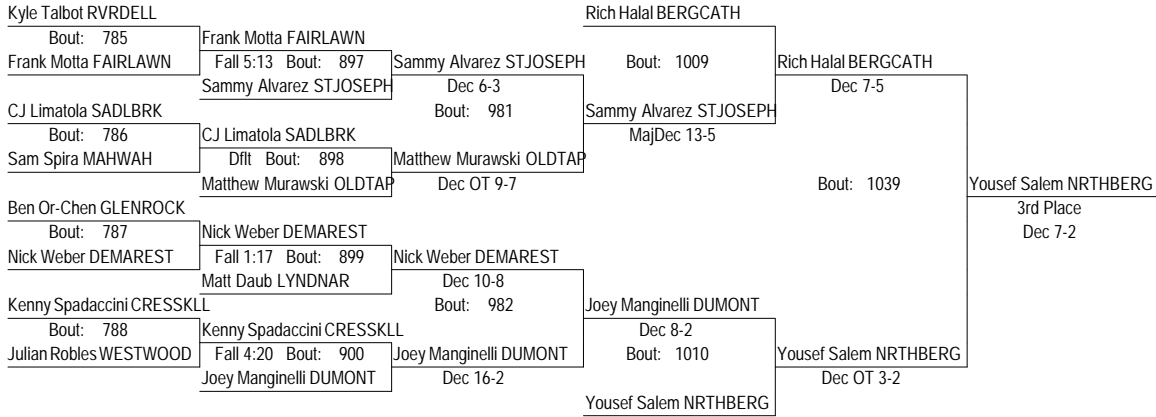 Kyle Talbot RVRDELL
Bout: 785
Frank Motta FAIRLAWN
CJ Limatola SADLBRK
Bout: 786
Sam Spira MAHWAH
Ben Or-Chen GLENROCK
Bout: 787
Nick Weber DEMAREST
Kenny Spadaccini CRESSKLL
Bout: 788
Julian Robles WESTWOOD
Frank Motta FAIRLAWN
Fall 5:13 Bout: 897
Sammy Alvarez STJOSEPH
CJ Limatola SADLBRK
Dflt Bout: 898
Matthew Murawski OLDTAP
Nick Weber DEMAREST
Fall 1:17 Bout: 899
Matt Daub LYNDNAR
Kenny Spadaccini CRESSKLL
Fall 4:20 Bout: 900
Joey Manginelli DUMONT
Sammy Alvarez STJOSEPH
Dec 6-3
Bout: 981
Matthew Murawski OLDTAP
Dec OT 9-7
Nick Weber DEMAREST
Dec 10-8
Bout: 982
Joey Manginelli DUMONT
Dec 16-2
Rich Halal BERGCATH
Bout: 1009
Sammy Alvarez STJOSEPH
MajDec 13-5
Joey Manginelli DUMONT
Dec 8-2
Bout: 1010
Yousef Salem NRTHBERG
Rich Halal BERGCATH
Dec 7-5
Bout: 1039
Yousef Salem NRTHBERG
Dec OT 3-2
Yousef Salem NRTHBERG
3rd Place
Dec 7-2